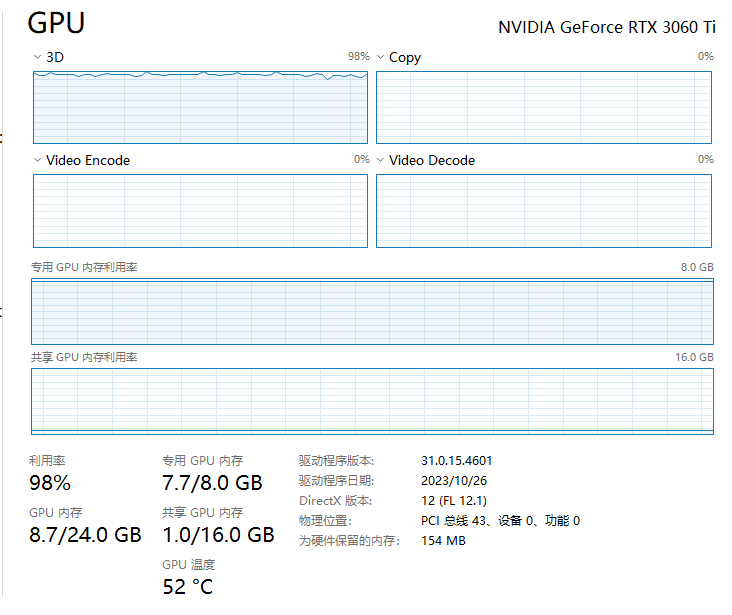 GPU
NVIDIA GeForce RTX 3060 Ti
3D 98%
Copy 0%
Video Encode 0%
Video Decode 0%
专用 GPU 内存利用率 8.0 GB
共享 GPU 内存利用率 16.0 GB
利用率
98%
专用 GPU 内存
7.7/8.0 GB
GPU 内存
8.7/24.0 GB
共享 GPU 内存
1.0/16.0 GB
GPU 温度
52 °C
驱动程序版本: 31.0.15.4601
驱动程序日期: 2023/10/26
DirectX 版本: 12 (FL 12.1)
物理位置: PCI 总线 43、设备 0、功能 0
为硬件保留的内存: 154 MB